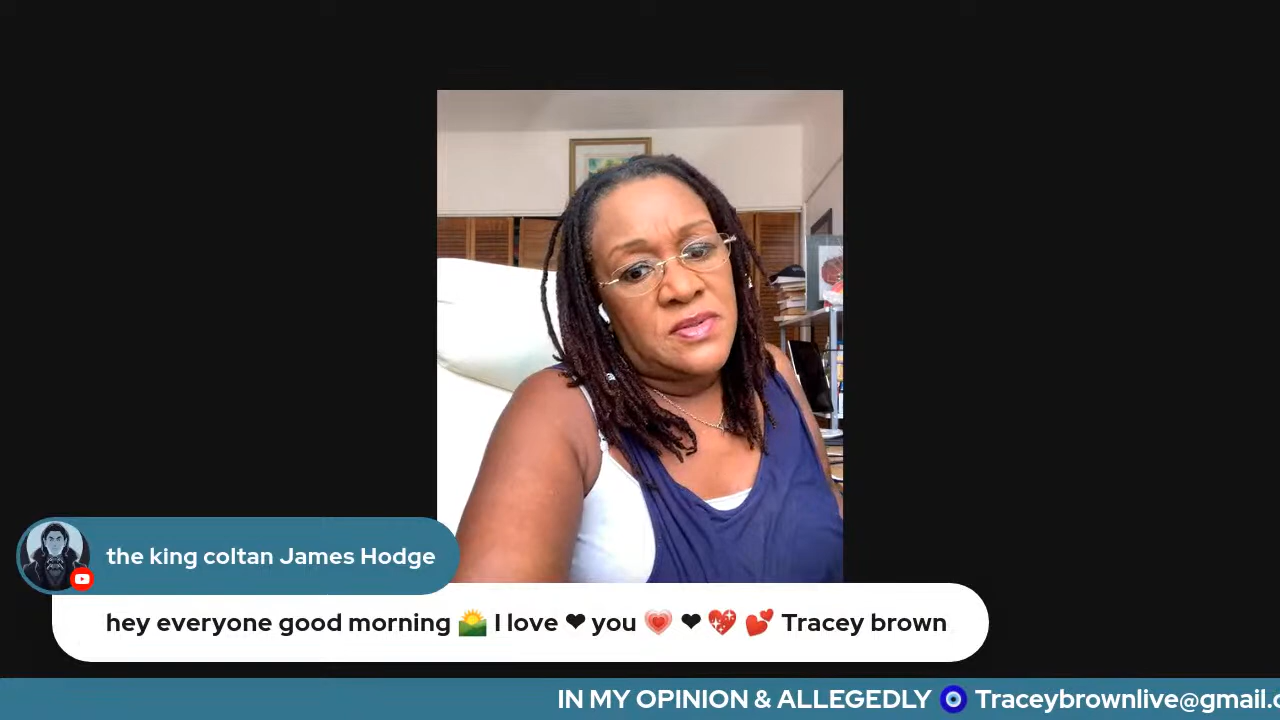 the king coltan James Hodge
hey everyone good morning 🌅 I love ❤ you 💗 ❤ 💖 💕 Tracey brown
IN MY OPINION & ALLEGEDLY 🧿 Traceybrownlive@gmail.c